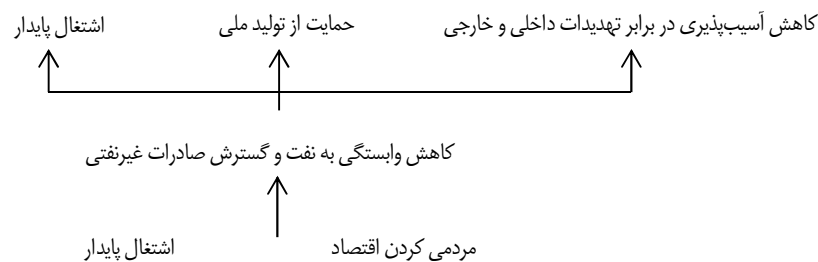 کاهش آسیب‌پذیری در برابر تهدیدات داخلی و خارجی حمایت از تولید ملی اشتغال پایدار
کاهش وابستگی به نفت و گسترش صادرات غیرنفتی
مردمی کردن اقتصاد اشتغال پایدار